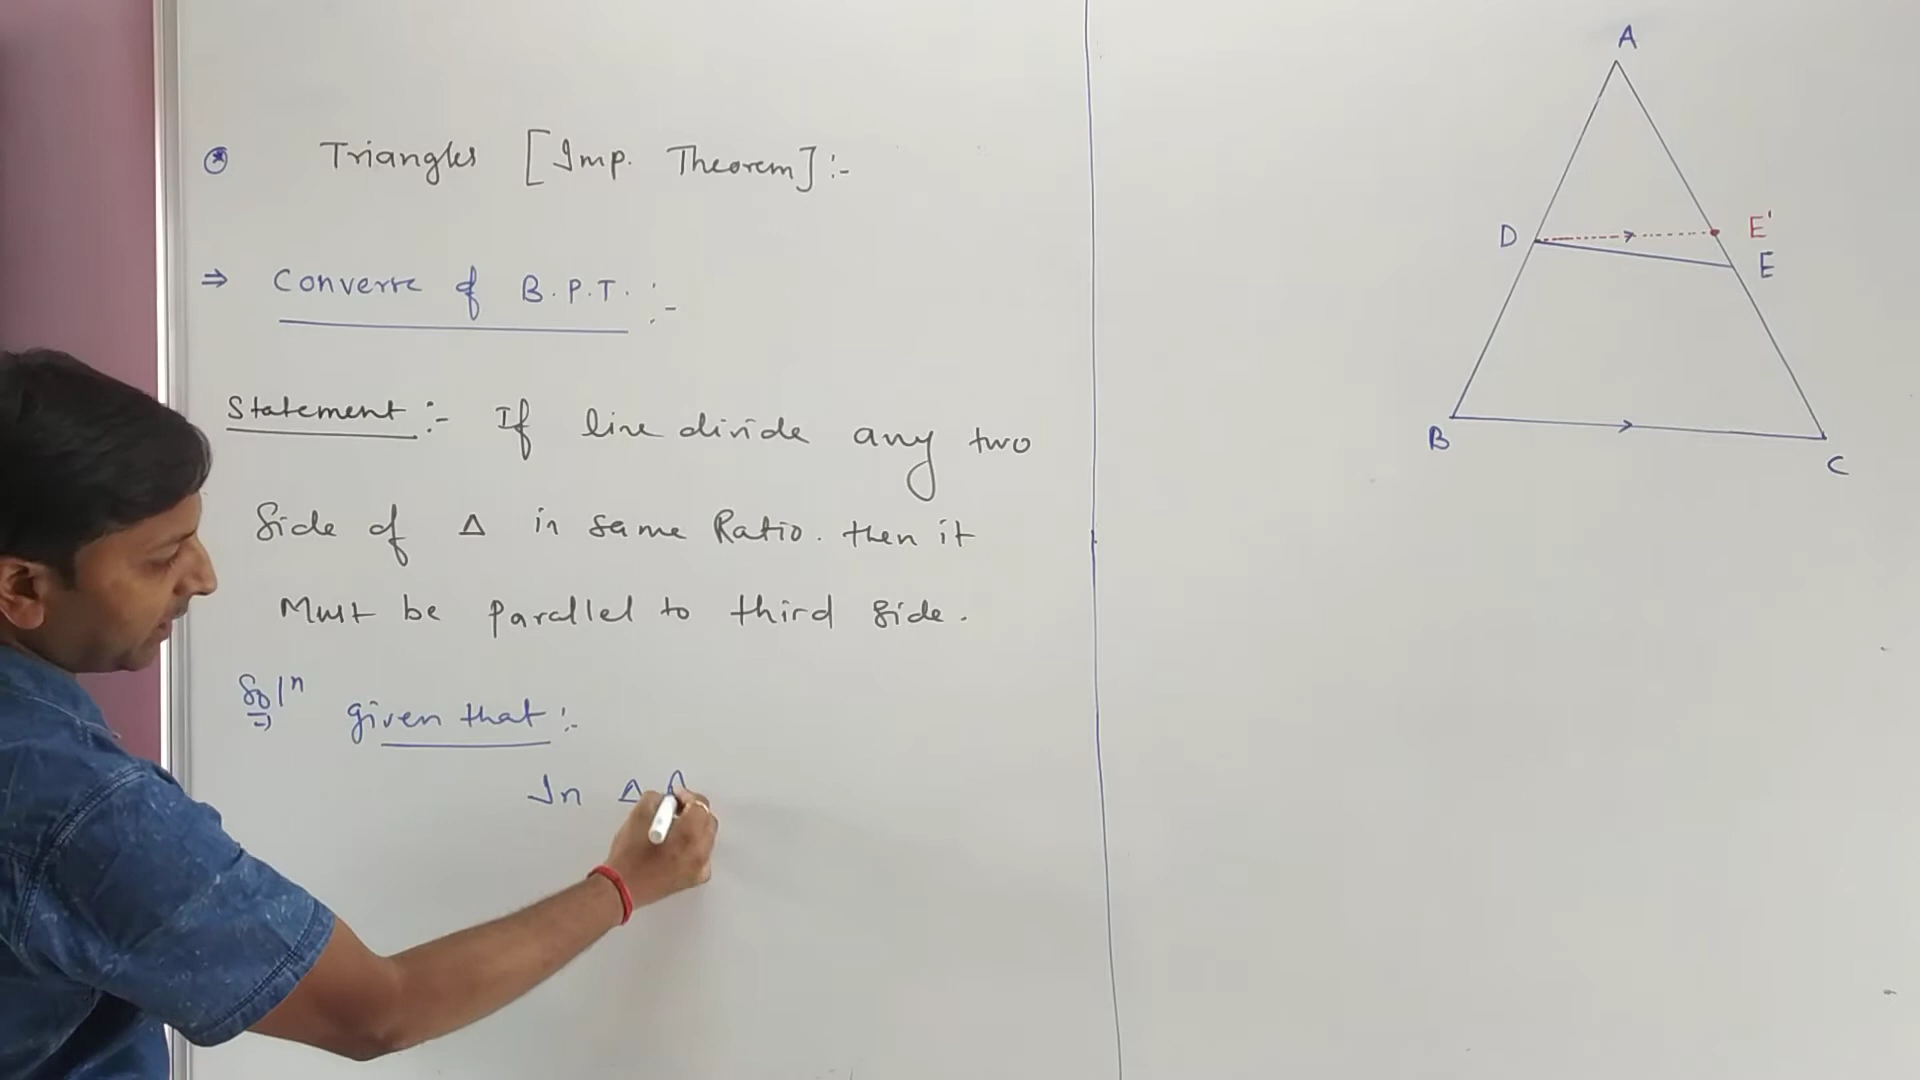 Triangles [Imp. Theorem]:-
⇒ Converse of B.P.T. :-
Statement :- If line divide any two
Side of Δ in same Ratio. then it
Must be parallel to third side.
Solⁿ given that :-
In Δ A
A
D
E'
E
B
C